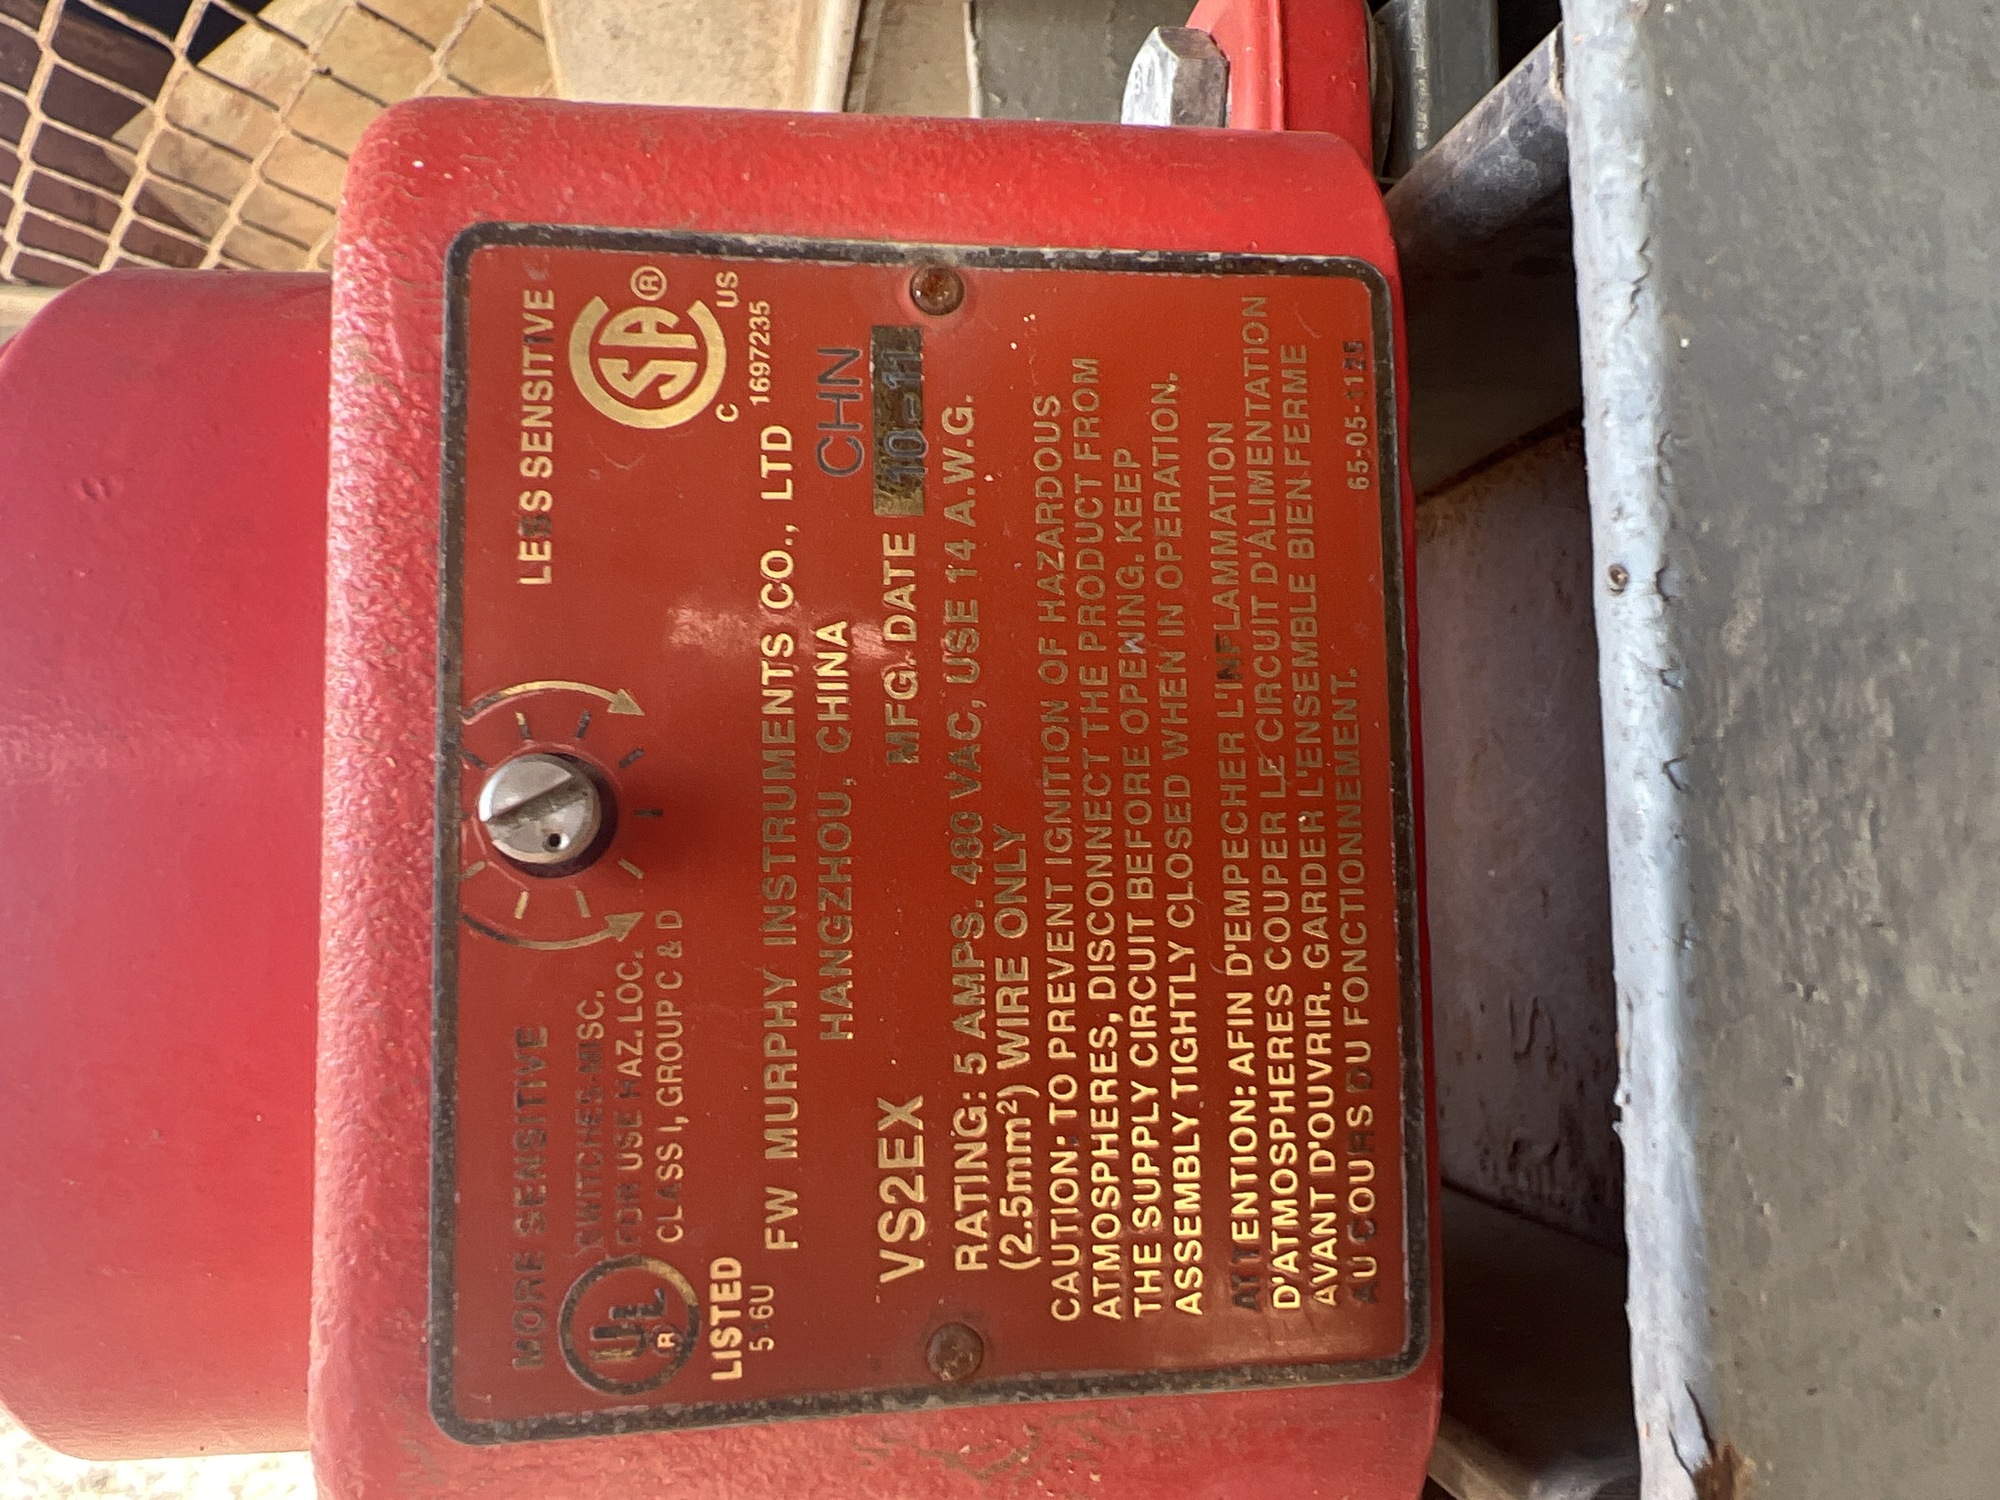 MORE SENSITIVE
LESS SENSITIVE
UL
R
SWITCHES-MISC.
FOR USE HAZ. LOC.
CLASS I, GROUP C & D
LISTED
SA ®
C US
1697235
FW MURPHY INSTRUMENTS CO., LTD
HANGZHOU, CHINA
CHN
VS2EX
MFG. DATE 10-11
RATING: 5 AMPS. 480 VAC, USE 14 A.W.G.
(2.5mm²) WIRE ONLY
CAUTION: TO PREVENT IGNITION OF HAZARDOUS
ATMOSPHERES, DISCONNECT THE PRODUCT FROM
THE SUPPLY CIRCUIT BEFORE OPENING. KEEP
ASSEMBLY TIGHTLY CLOSED WHEN IN OPERATION.
ATTENTION: AFIN D'EMPECHER L'INFLAMMATION
D'ATMOSPHERES COUPER LE CIRCUIT D'ALIMENTATION
AVANT D'OUVRIR. GARDER L'ENSEMBLE BIEN-FERME
AU COURS DU FONCTIONNEMENT.